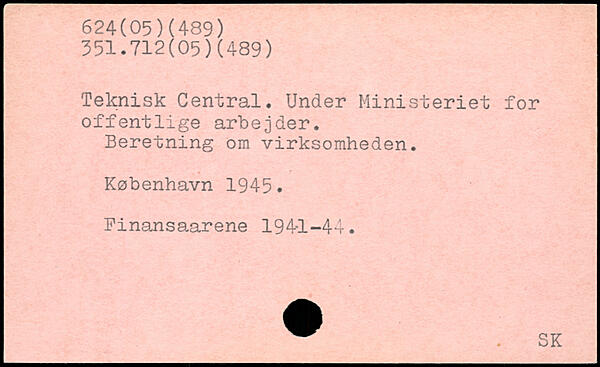 624(05)(489)
351.712(05)(489)
Teknisk Central. Under Ministeriet for
offentlige arbejder.
Beretning om virksomheden.
København 1945.
Finansaarene 1941-44.
SK